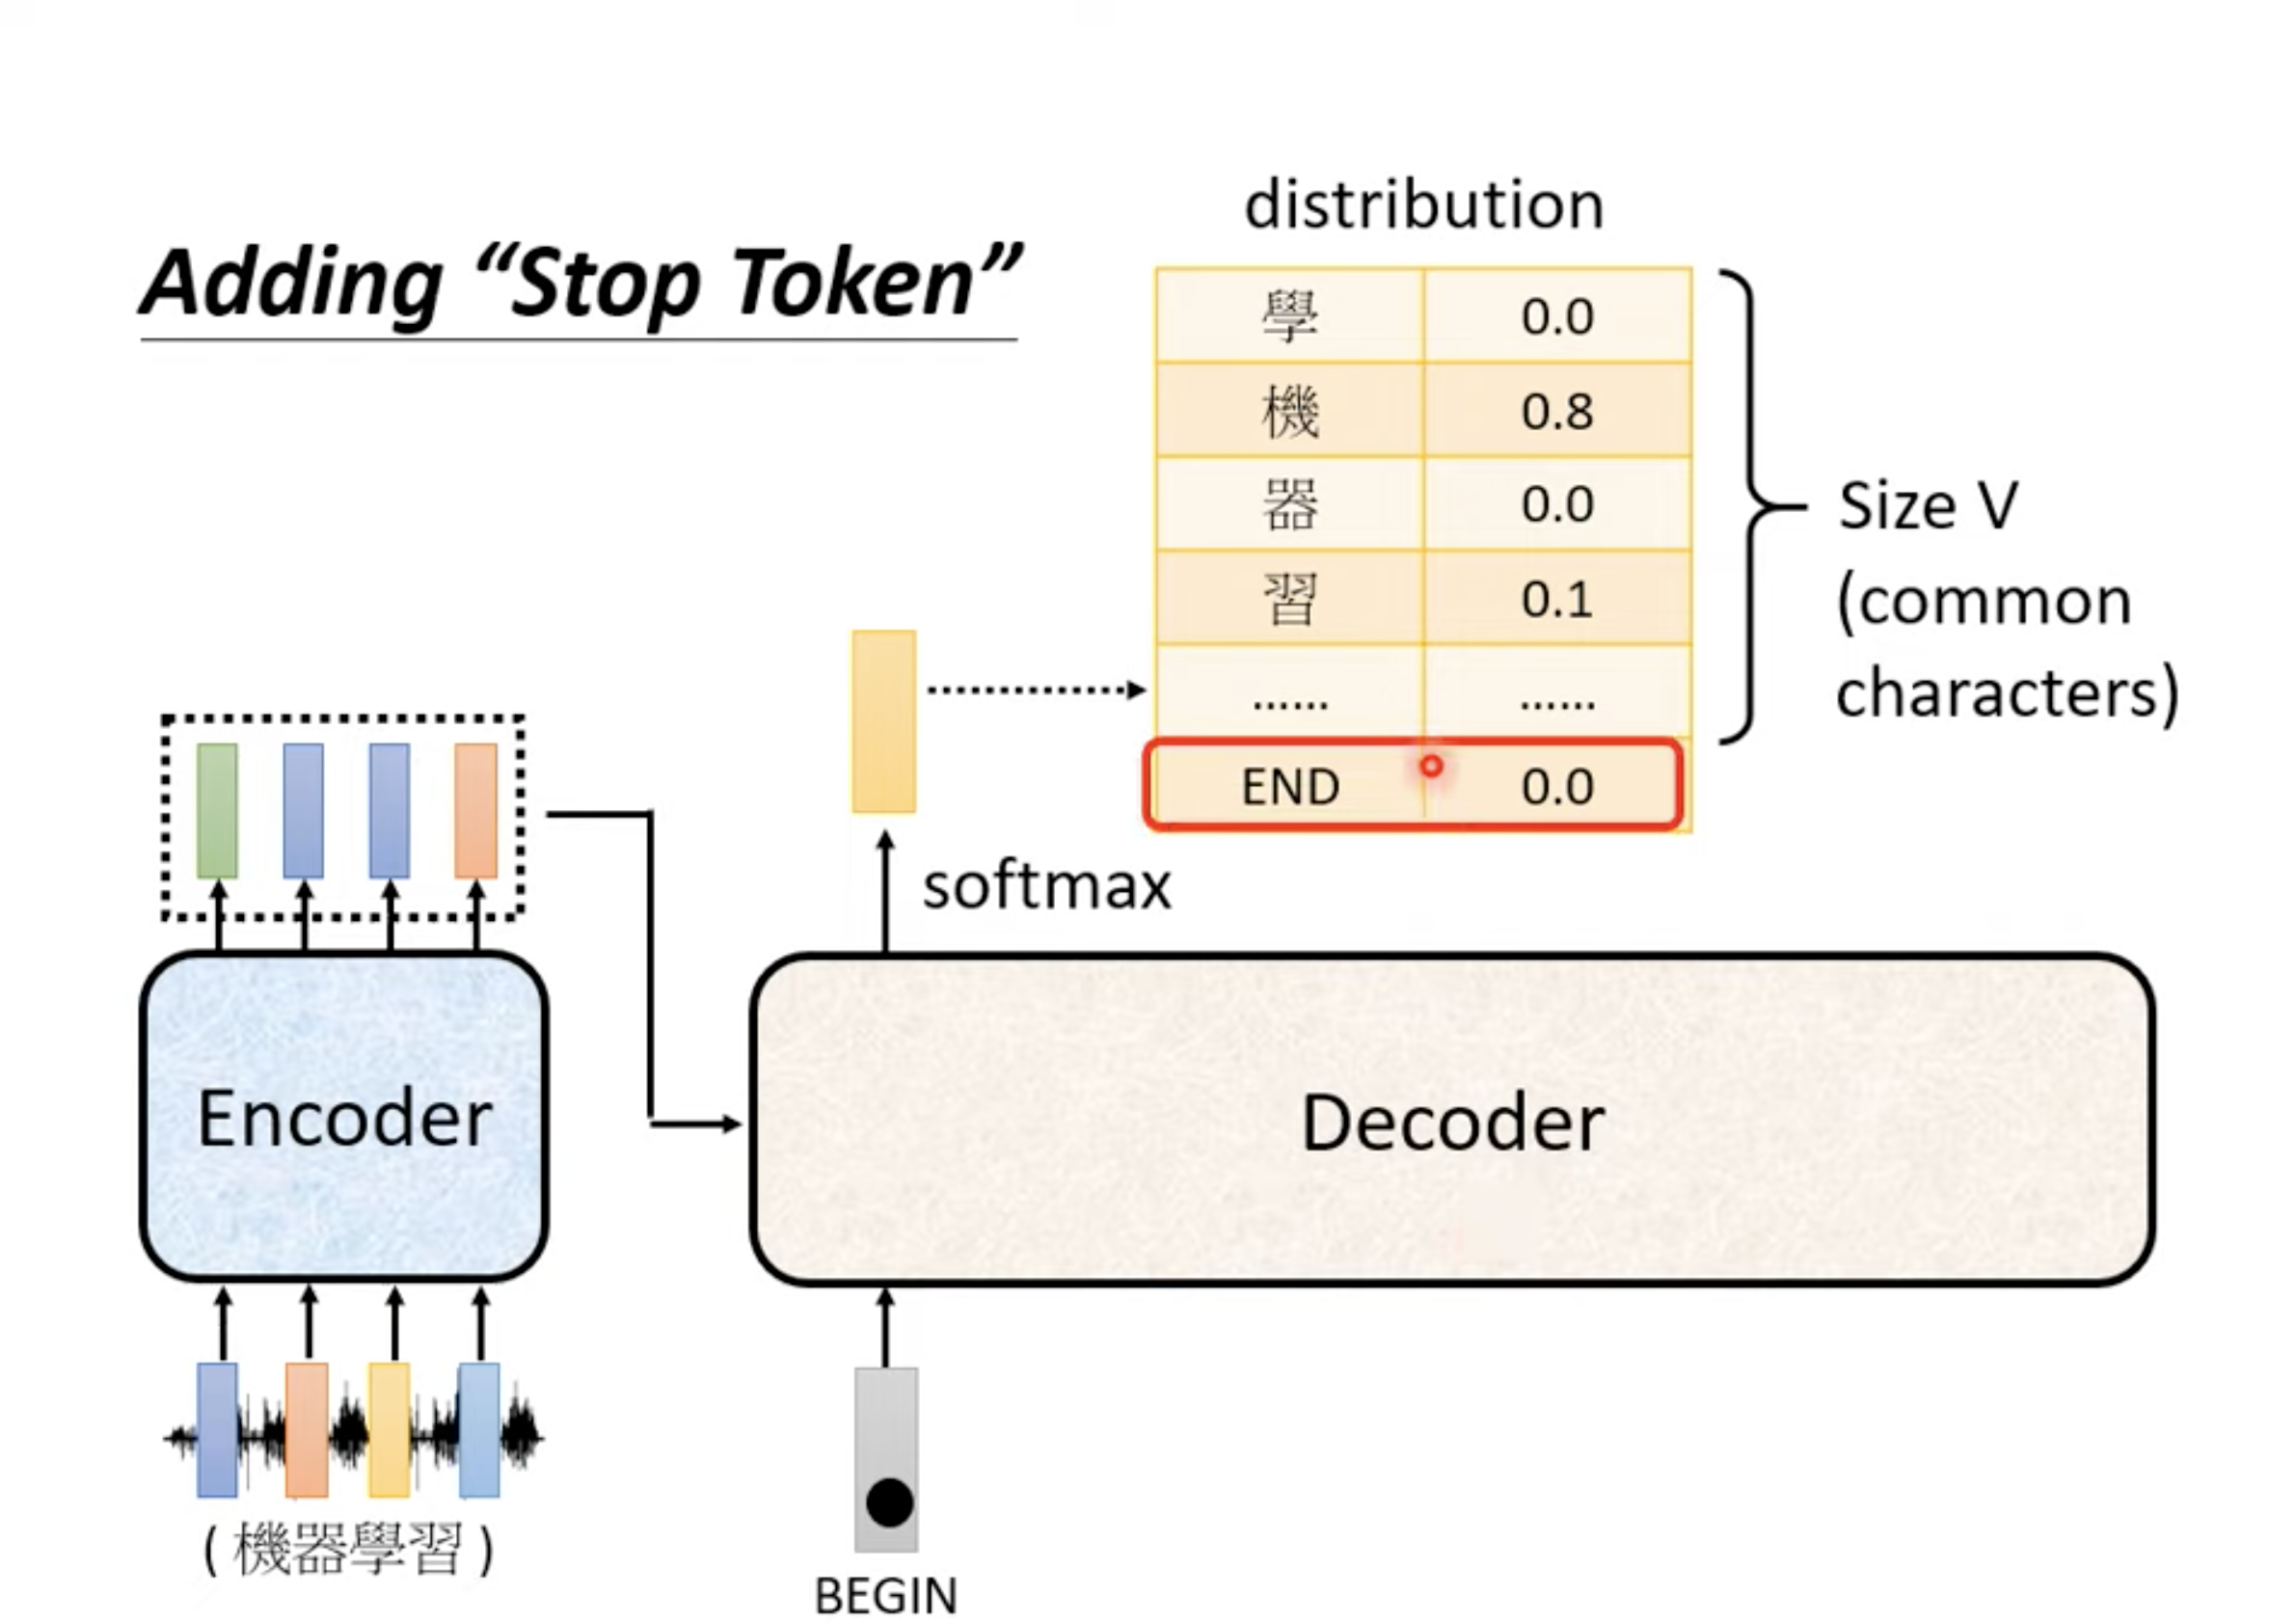 Adding “Stop Token”
distribution
學 0.0
機 0.8
器 0.0
習 0.1
...... ......
END 0.0
Size V
(common
characters)
softmax
Encoder
Decoder
( 機器學習 )
BEGIN